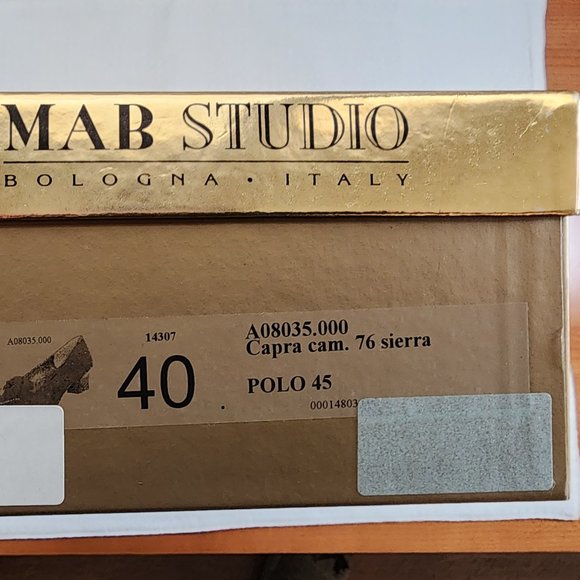 MAB STUDIO
BOLOGNA • ITALY
A08035.000
14307
40
.
A08035.000
Capra cam. 76 sierra
POLO 45